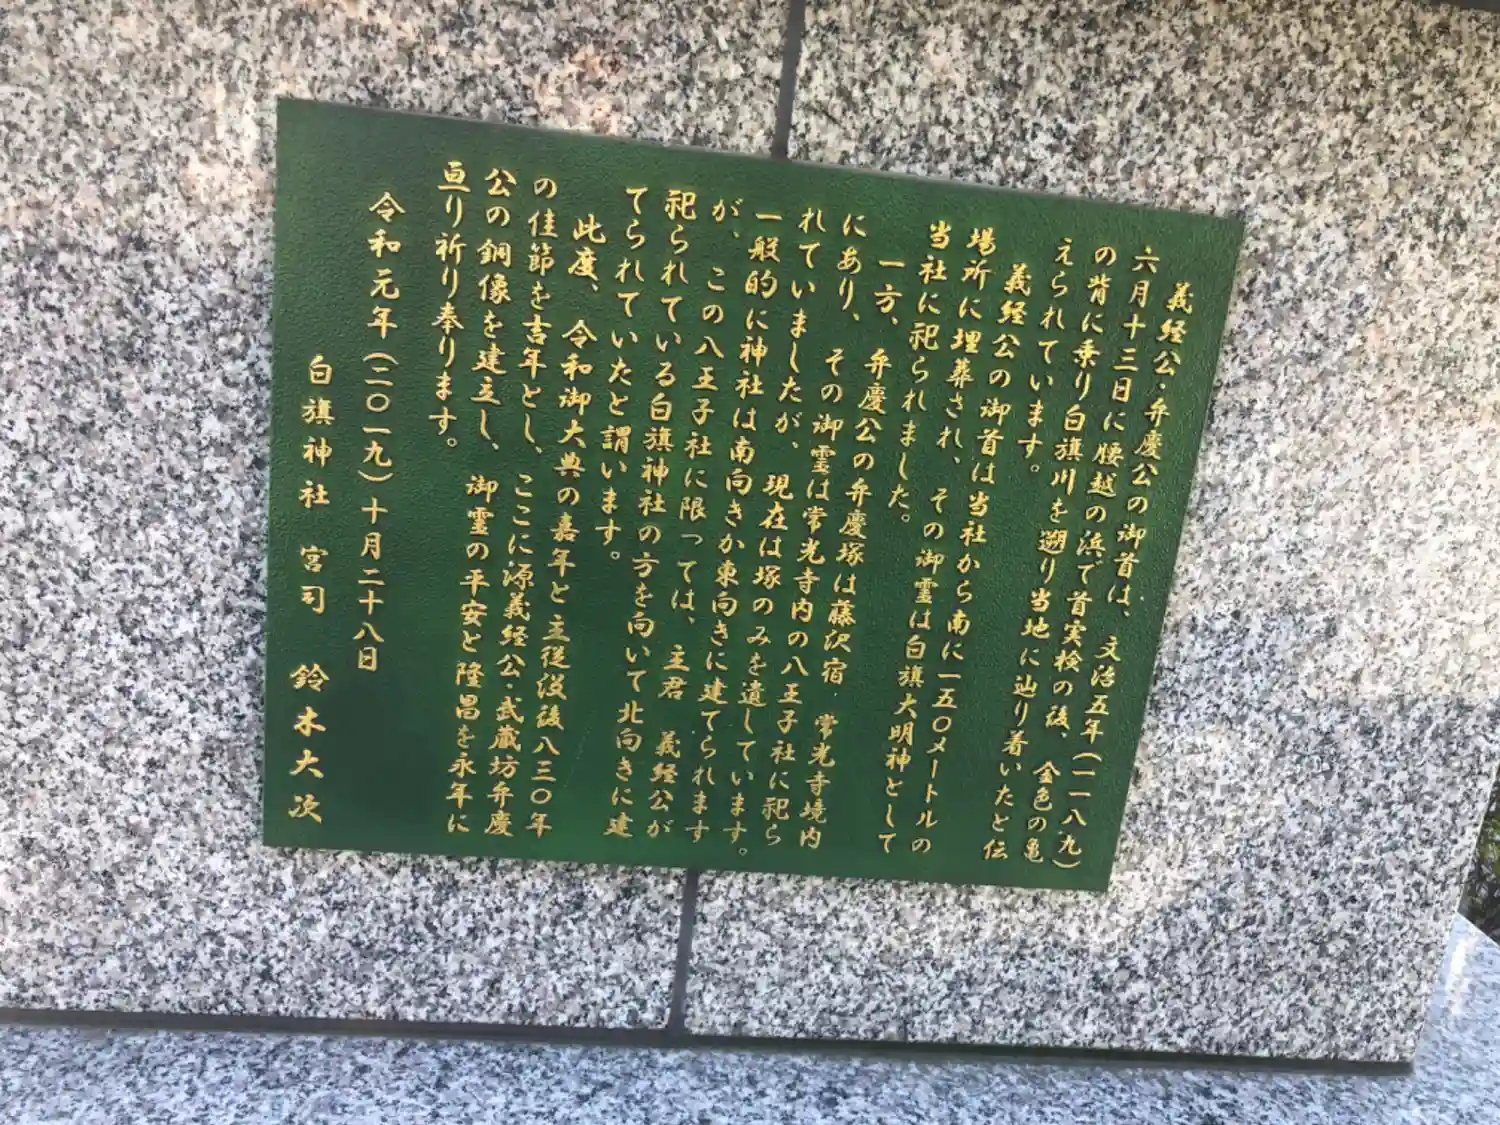 義経公・弁慶公の御首は、文治五年(一一八九)
六月十三日に腰越の浜で首実検の後、金色の亀
の背に乗り白旗川を遡り当地に辿り着いたと伝
えられています。
義経公の御首は当社から南に一五〇メートルの
場所に埋葬され、その御霊は白旗大明神として
当社に祀られました。
一方、弁慶公の弁慶塚は藤沢宿 常光寺境内
にあり、その御霊は常光寺内の八王子社に祀ら
れていましたが、現在は塚のみを遺しています。
一般的に神社は南向きか東向きに建てられます
が、この八王子社に限っては、主君 義経公が
祀られている白旗神社の方を向いて北向きに建
てられていたと謂います。
此度、令和御大典の嘉年と主従没後八三〇年
の佳節を吉年とし、ここに源義経公・武蔵坊弁慶
公の銅像を建立し、御霊の平安と隆昌を永年に
亘り祈り奉ります。
令和元年(二〇一九)十月二十八日
白旗神社 宮司 鈴木大次